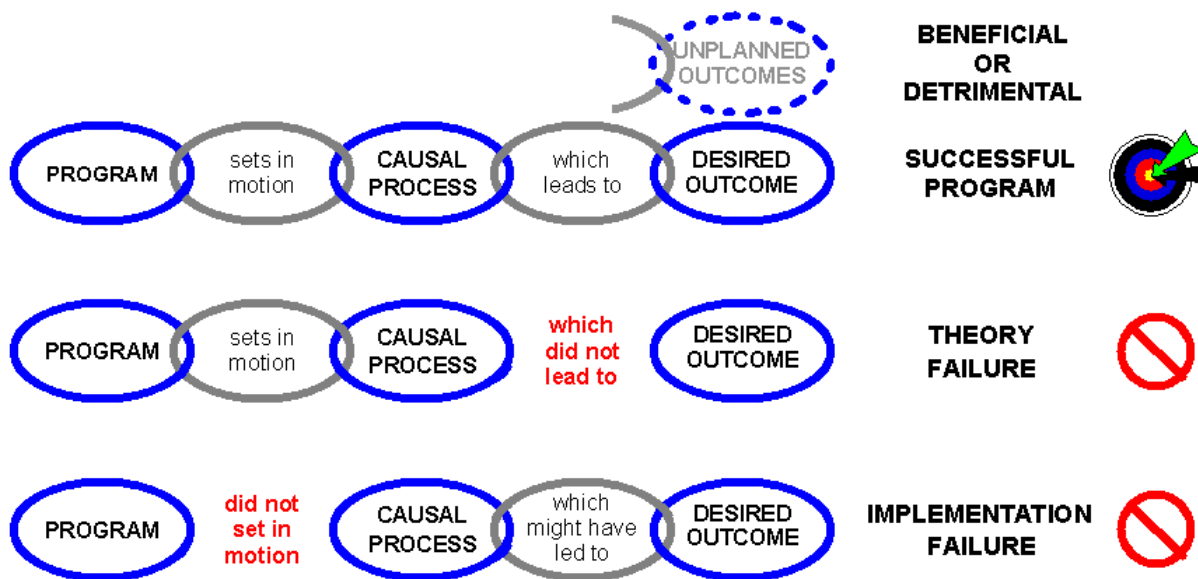 UNPLANNED
OUTCOMES
BENEFICIAL
OR
DETRIMENTAL
PROGRAM
sets in
motion
CAUSAL
PROCESS
which
leads to
DESIRED
OUTCOME
SUCCESSFUL
PROGRAM
PROGRAM
sets in
motion
CAUSAL
PROCESS
which
did not
lead to
DESIRED
OUTCOME
THEORY
FAILURE
PROGRAM
did not
set in
motion
CAUSAL
PROCESS
which
might have
led to
DESIRED
OUTCOME
IMPLEMENTATION
FAILURE